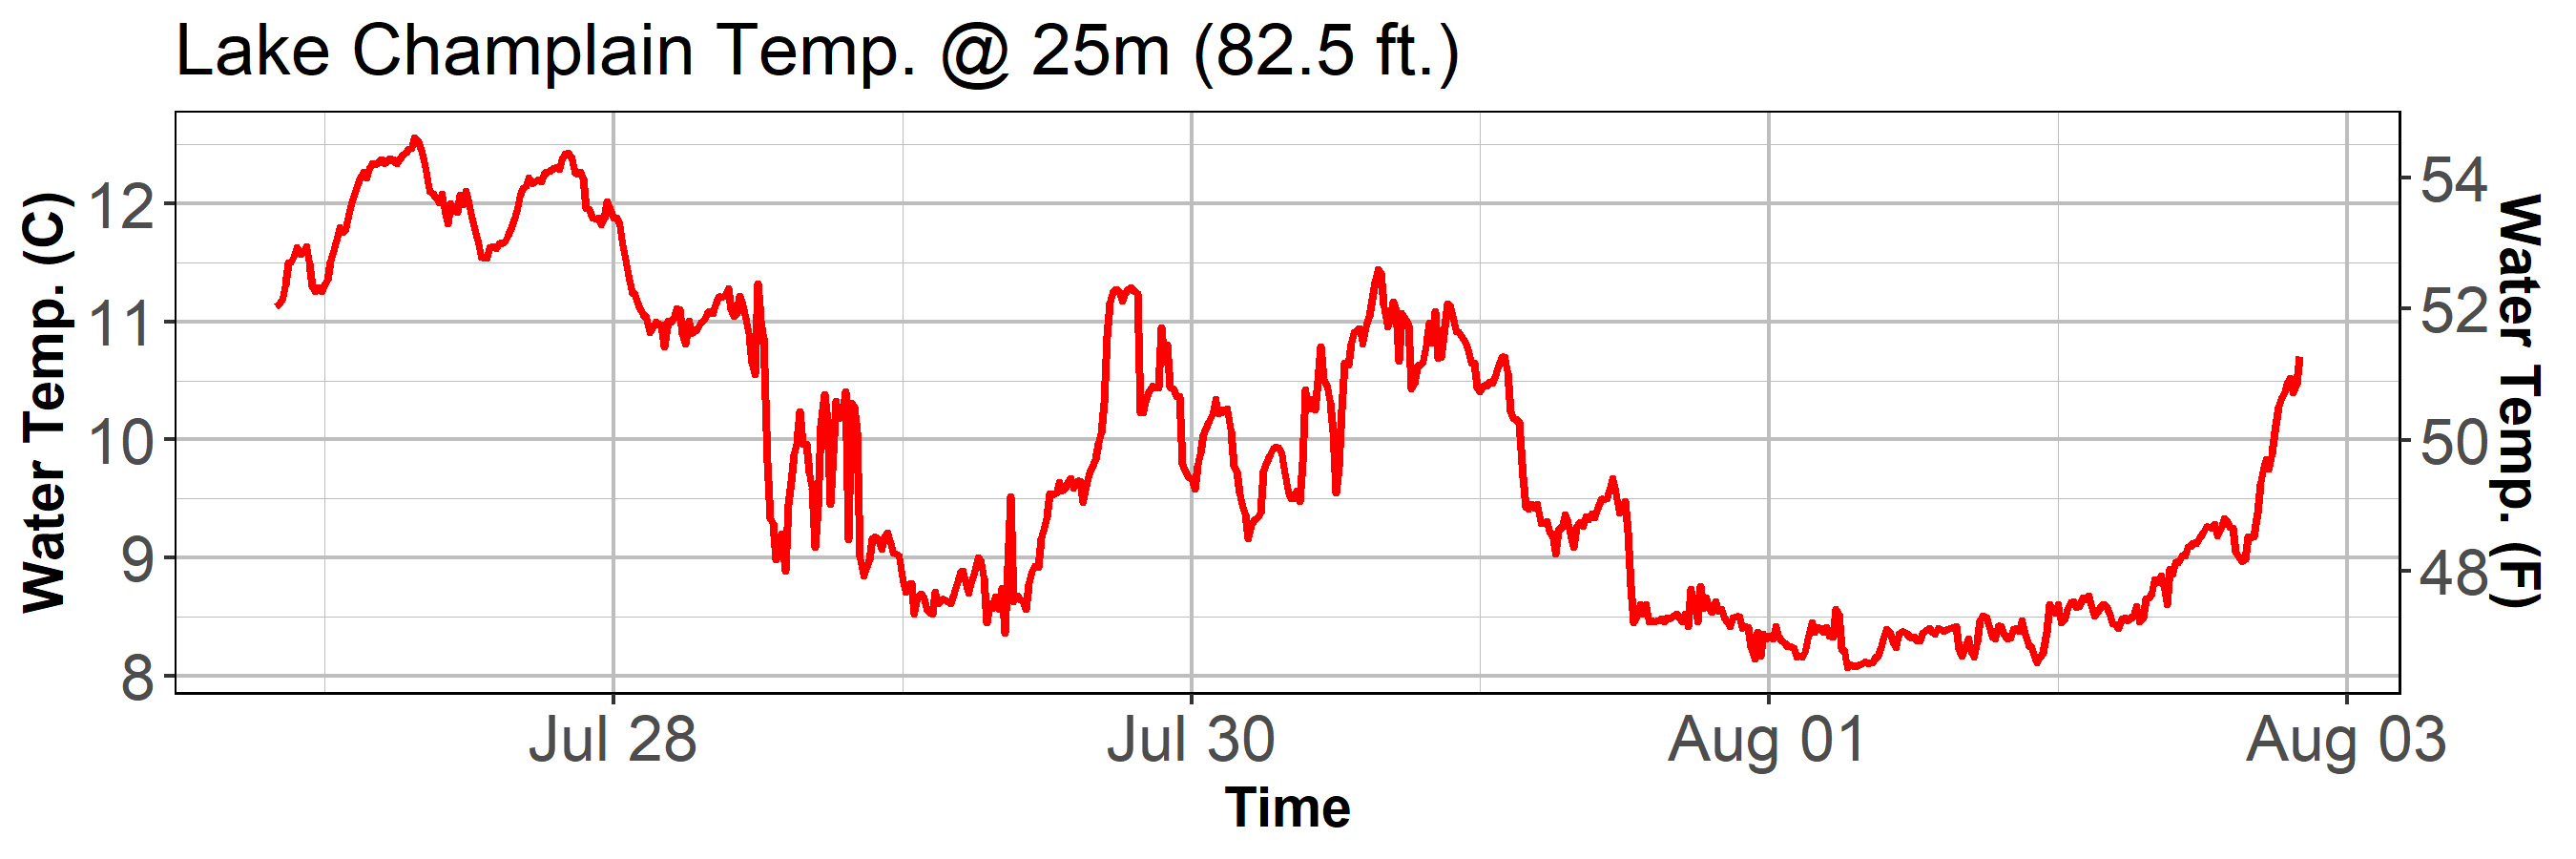 Lake Champlain Temp. @ 25m (82.5 ft.)
Water Temp. (C)
12
11
10
9
8
54
52
50
48
Water Temp. (F)
Jul 28
Jul 30
Aug 01
Aug 03
Time